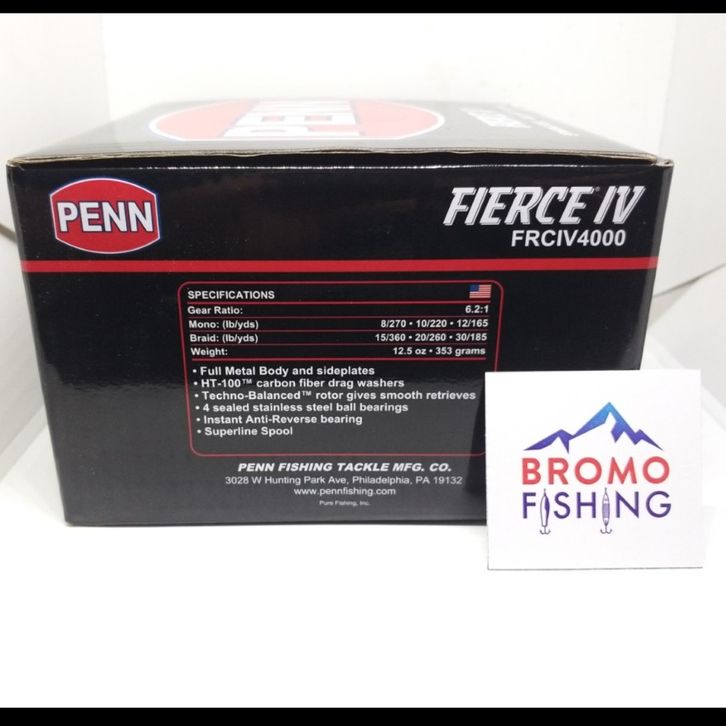 PENN
PENN
FIERCE® IV
FRCIV4000
SPECIFICATIONS
Gear Ratio: 6.2:1
Mono: (lb/yds) 8/270 • 10/220 • 12/165
Braid: (lb/yds) 15/360 • 20/260 • 30/185
Weight: 12.5 oz • 353 grams
• Full Metal Body and sideplates
• HT-100™ carbon fiber drag washers
• Techno-Balanced™ rotor gives smooth retrieves
• 4 sealed stainless steel ball bearings
• Instant Anti-Reverse bearing
• Superline Spool
PENN FISHING TACKLE MFG. CO.
3028 W Hunting Park Ave, Philadelphia, PA 19132
www.pennfishing.com
Pure Fishing, Inc.
BROMO
FISHING